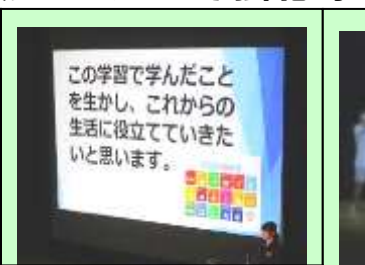 この学習で学んだこと
を生かし、これからの
生活に役立てていきた
いと思います。